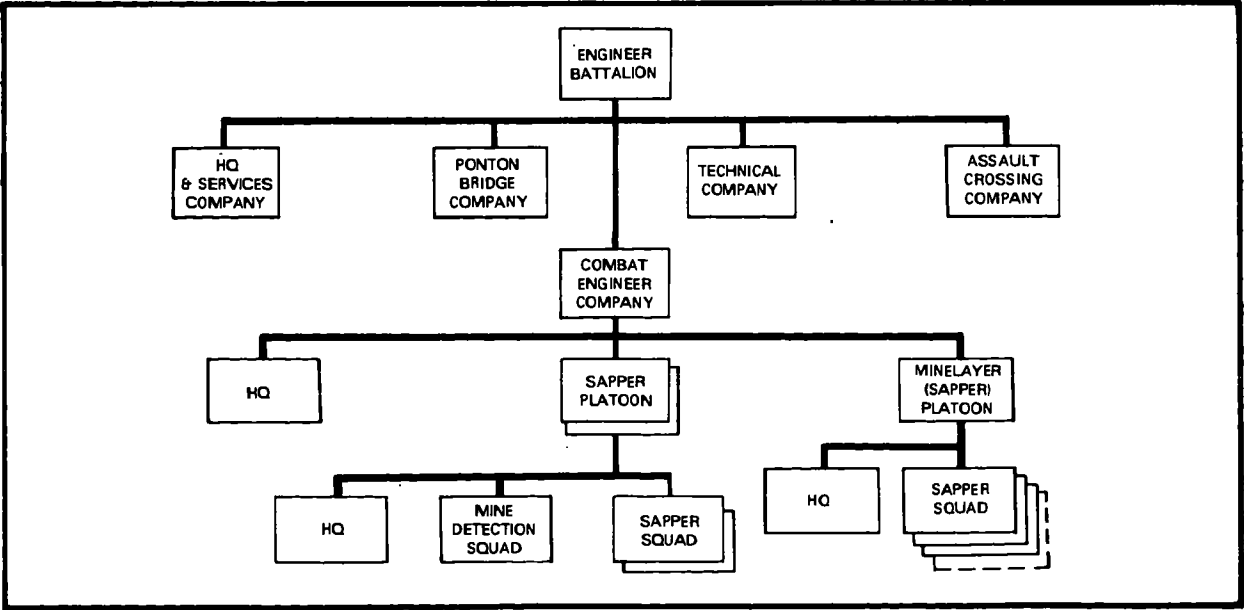 ENGINEER
BATTALION
HQ
& SERVICES
COMPANY
PONTON
BRIDGE
COMPANY
TECHNICAL
COMPANY
ASSAULT
CROSSING
COMPANY
COMBAT
ENGINEER
COMPANY
HQ
SAPPER
PLATOON
MINELAYER
(SAPPER)
PLATOON
HQ
MINE
DETECTION
SQUAD
SAPPER
SQUAD
HQ
SAPPER
SQUAD